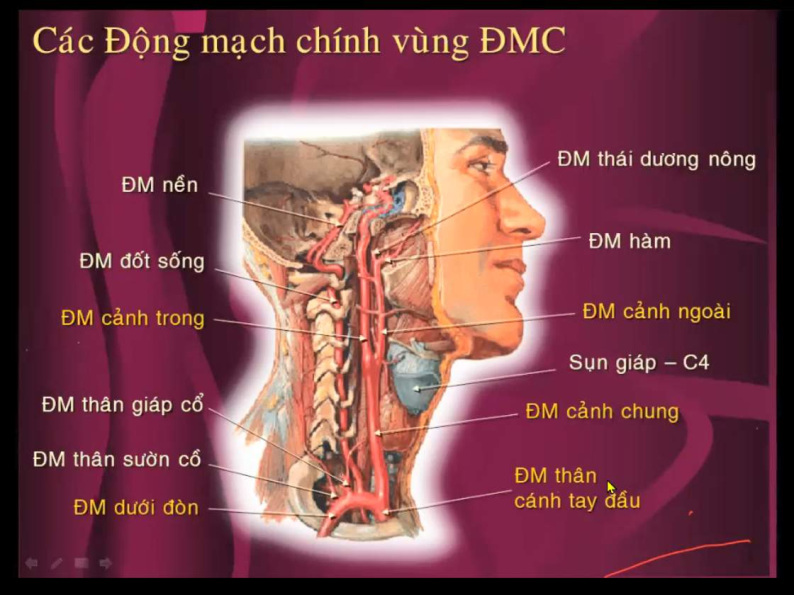 Các Động mạch chính vùng ĐMC
ĐM thái dương nông
ĐM nền
ĐM hàm
ĐM đốt sống
ĐM cảnh trong
ĐM cảnh ngoài
Sụn giáp – C4
ĐM thân giáp cổ
ĐM cảnh chung
ĐM thân sườn cồ
ĐM thân
cánh tay đầu
ĐM dưới đòn